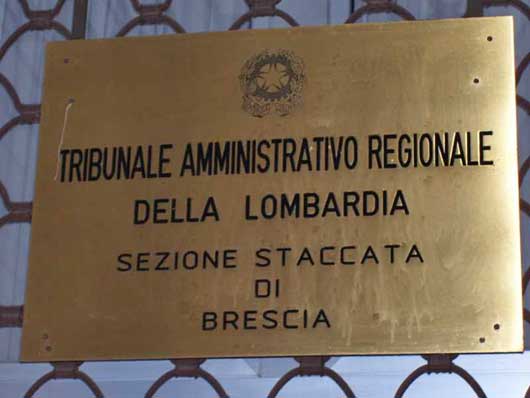 TRIBUNALE AMMINISTRATIVO REGIONALE
DELLA LOMBARDIA
SEZIONE STACCATA
DI
BRESCIA